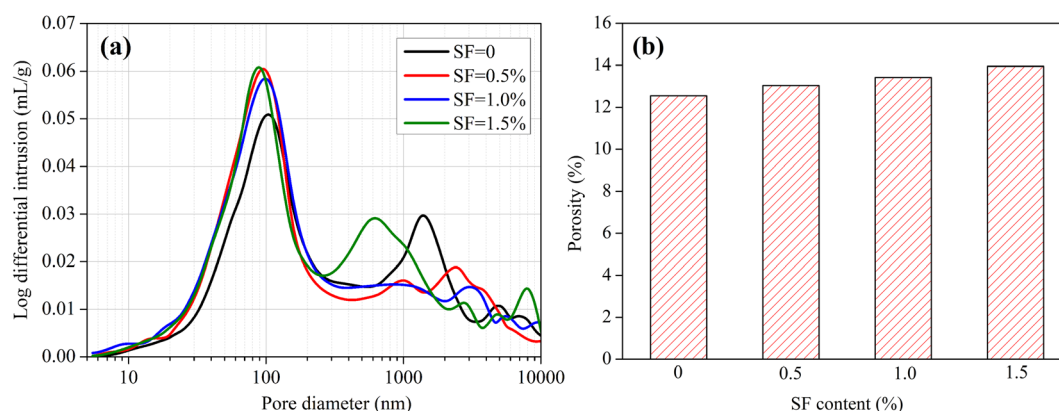 (a)
SF=0
SF=0.5%
SF=1.0%
SF=1.5%
Log differential intrusion (mL/g)
0.07
0.06
0.05
0.04
0.03
0.02
0.01
0.00
10
100
1000
10000
Pore diameter (nm)
(b)
Porosity (%)
16
14
12
10
8
6
4
2
0
0
0.5
1.0
1.5
SF content (%)